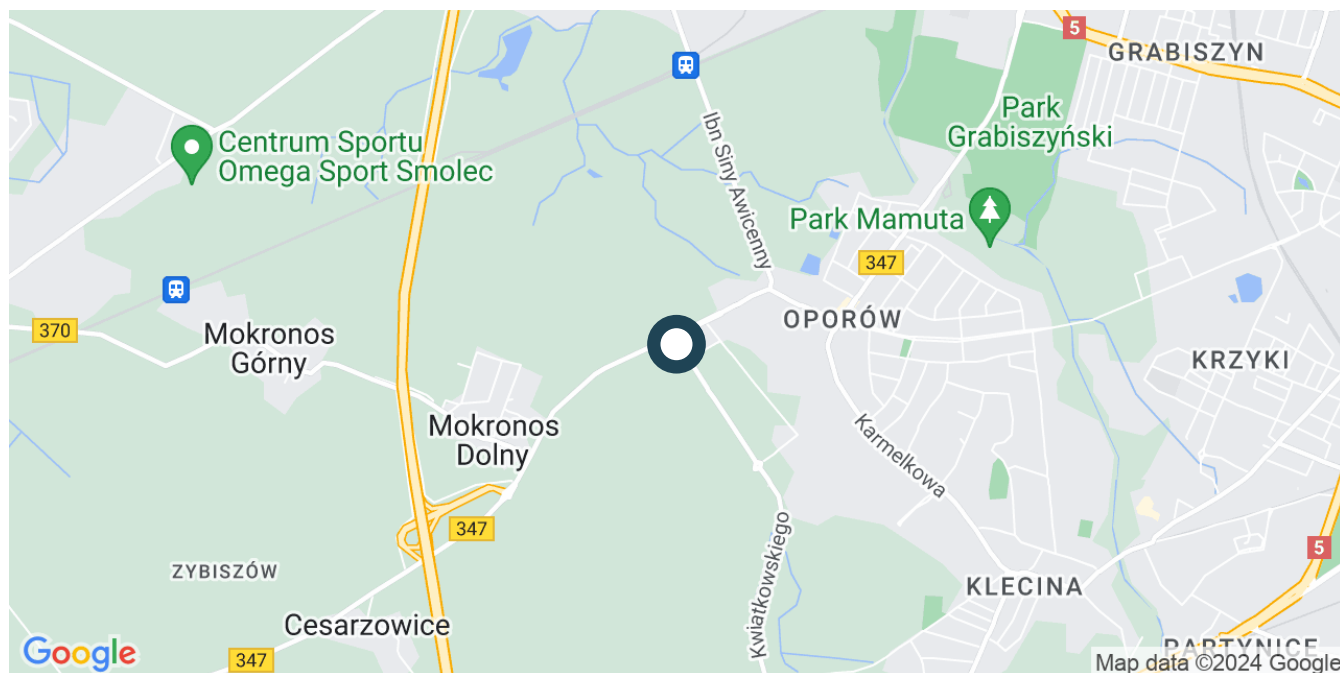 5
GRABISZYN
Park
Grabiszyński
Centrum Sportu
Omega Sport Smolec
Ibn Siny Awicenny
Park Mamuta
347
OPORÓW
370
Mokronos
Górny
KRZYKI
Mokronos
Dolny
Karmelkowa
347
Kwiatkowskiego
5
ZYBISZÓW
KLECINA
Cesarzowice
PARTYNICE
Google
347
Map data ©2024 Google